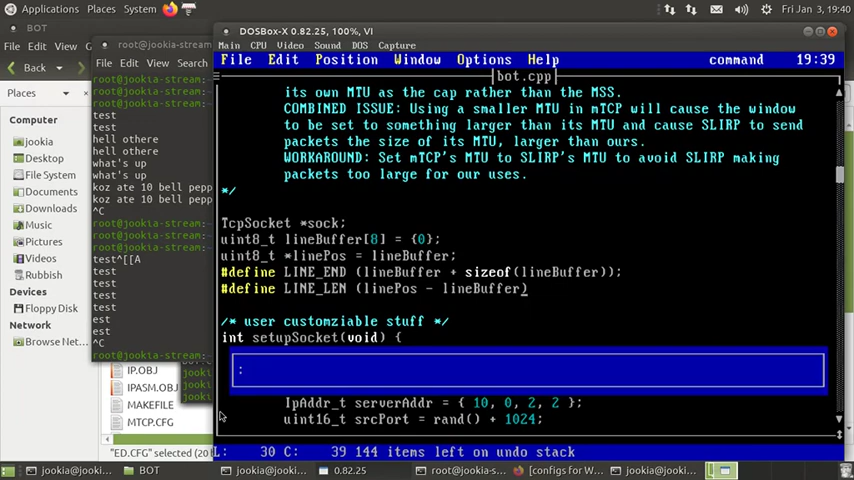 Applications Places System
Fri Jan 3, 19:40
BOT
File Edit View
Back
Places
Computer
jookia
Desktop
File System
Documents
Downloads
Music
Pictures
Videos
Rubbish
Floppy Disk
Network
Browse Net...
root@jookia-stream:
File Edit View Search
root@jookia-stream:
root@jookia-stream:
root@jookia-stream:
test
test
hell othere
hell othere
what's up
what's up
koz ate 10 bell pepp
koz ate 10 bell pepp
^C
root@jookia-stream:
root@jookia-stream:
root@jookia-stream:
test^[[A
test
test
test
test
est
est
^C
root@jookia-stream:
IP.OBJ
IPASM.OBJ
MAKEFILE
MTCP.CFG
"ED.CFG" selected (20
DOSBox-X 0.82.25, 100%, VI
Main CPU Video Sound DOS Capture
File Edit Position Window Options Help command 19:39
bot.cpp
its own MTU as the cap rather than the MSS.
COMBINED ISSUE: Using a smaller MTU in mTCP will cause the window
to be set to something larger than its MTU and cause SLIRP to send
packets the size of its MTU, larger than ours.
WORKAROUND: Set mTCP's MTU to SLIRP's MTU to avoid SLIRP making
packets too large for our uses.
*/
TcpSocket *sock;
uint8_t lineBuffer[8] = {0};
uint8_t *linePos = lineBuffer;
#define LINE_END (lineBuffer + sizeof(lineBuffer));
#define LINE_LEN (linePos - lineBuffer)
/* user customziable stuff */
int setupSocket(void) {
:
IpAddr_t serverAddr = { 10, 0, 2, 2 };
uint16_t srcPort = rand() + 1024;
L: 30 C: 39 144 items left on undo stack
jookia@jooki...
BOT
jookia@jooki...
0.82.25
root@jookia-s...
[configs for W...
jookia@jooki...